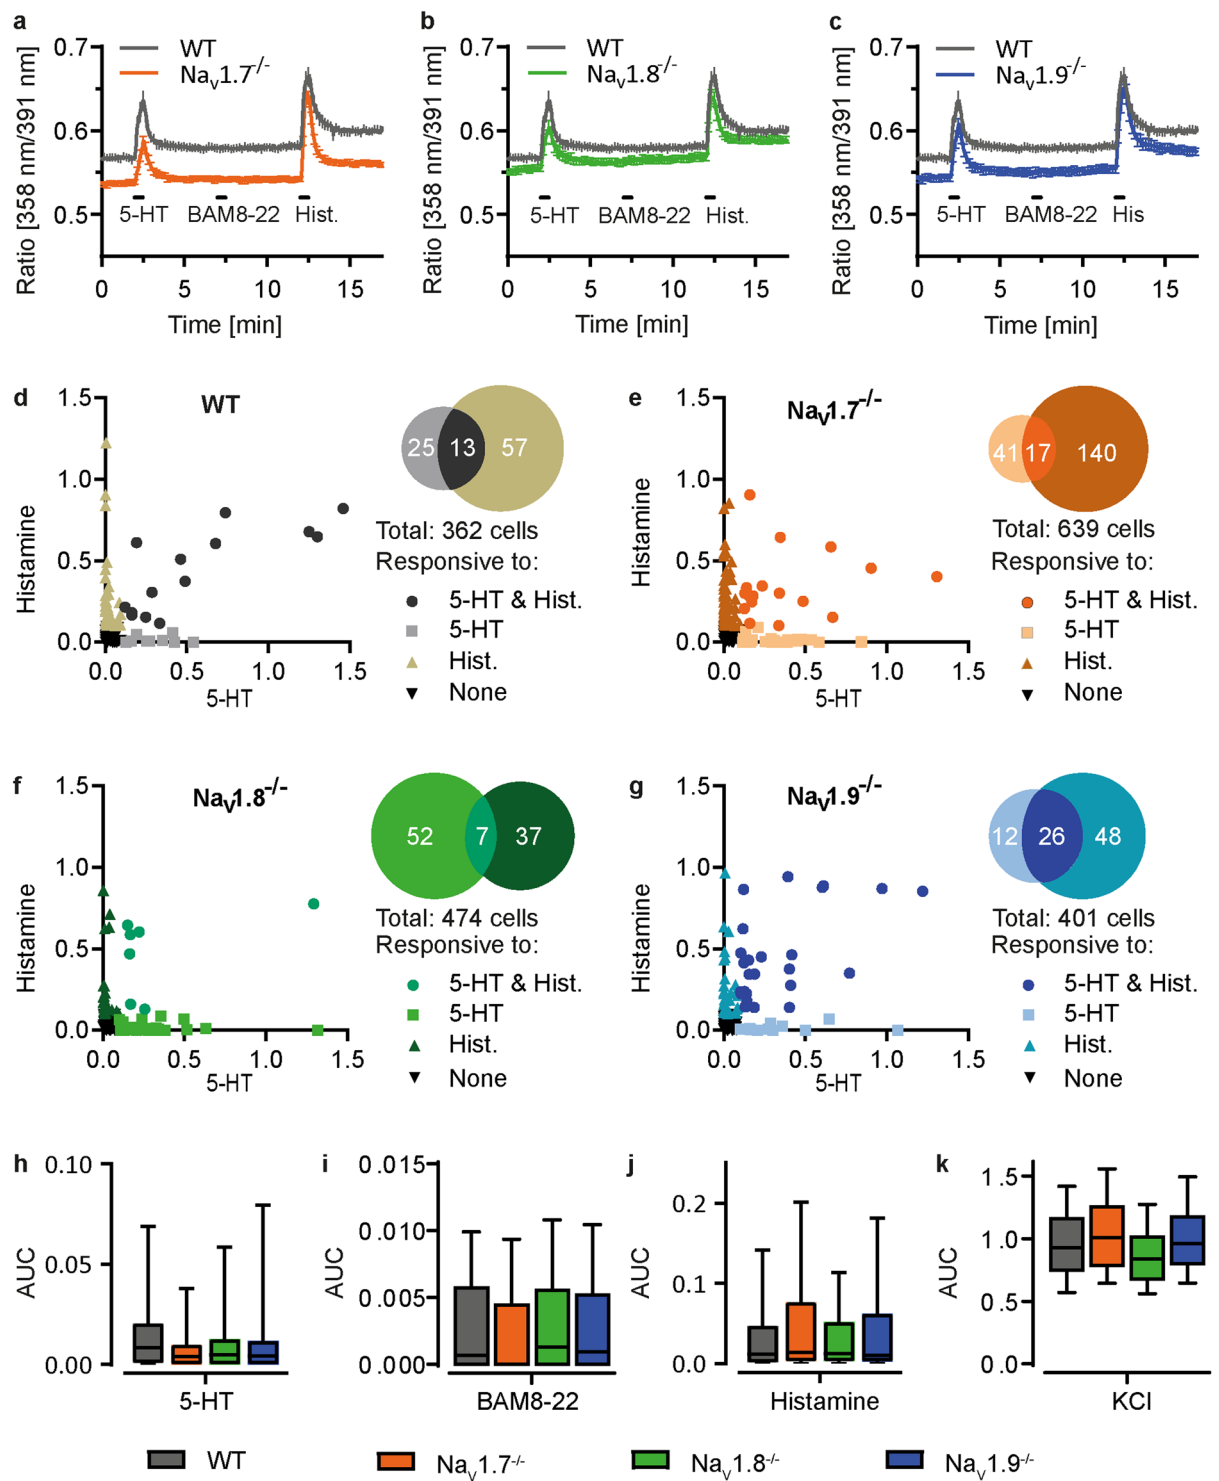 a
WT
Nav1.7-/-
0.7
0.6
0.5
Ratio [358 nm/391 nm]
5-HT
BAM8-22
Hist.
0
5
10
15
Time [min]
b
WT
Nav1.8-/-
0.7
0.6
0.5
Ratio [358 nm/391 nm]
5-HT
BAM8-22
Hist.
0
5
10
15
Time [min]
c
WT
Nav1.9-/-
0.7
0.6
0.5
Ratio [358 nm/391 nm]
5-HT
BAM8-22
His
0
5
10
15
Time [min]
d
WT
1.5
1.0
0.5
0.0
Histamine
0.0
0.5
1.0
1.5
5-HT
25
13
57
Total: 362 cells
Responsive to:
5-HT & Hist.
5-HT
Hist.
None
e
Nav1.7-/-
1.5
1.0
0.5
0.0
Histamine
0.0
0.5
1.0
1.5
5-HT
41
17
140
Total: 639 cells
Responsive to:
5-HT & Hist.
5-HT
Hist.
None
f
Nav1.8-/-
1.5
1.0
0.5
0.0
Histamine
0.0
0.5
1.0
1.5
5-HT
52
7
37
Total: 474 cells
Responsive to:
5-HT & Hist.
5-HT
Hist.
None
g
Nav1.9-/-
1.5
1.0
0.5
0.0
Histamine
0.0
0.5
1.0
1.5
5-HT
12
26
48
Total: 401 cells
Responsive to:
5-HT & Hist.
5-HT
Hist.
None
h
0.10
0.05
0.00
AUC
5-HT
i
0.015
0.010
0.005
0.000
AUC
BAM8-22
j
0.2
0.1
0.0
AUC
Histamine
k
1.5
1.0
0.5
0.0
AUC
KCl
WT
Nav1.7-/-
Nav1.8-/-
Nav1.9-/-